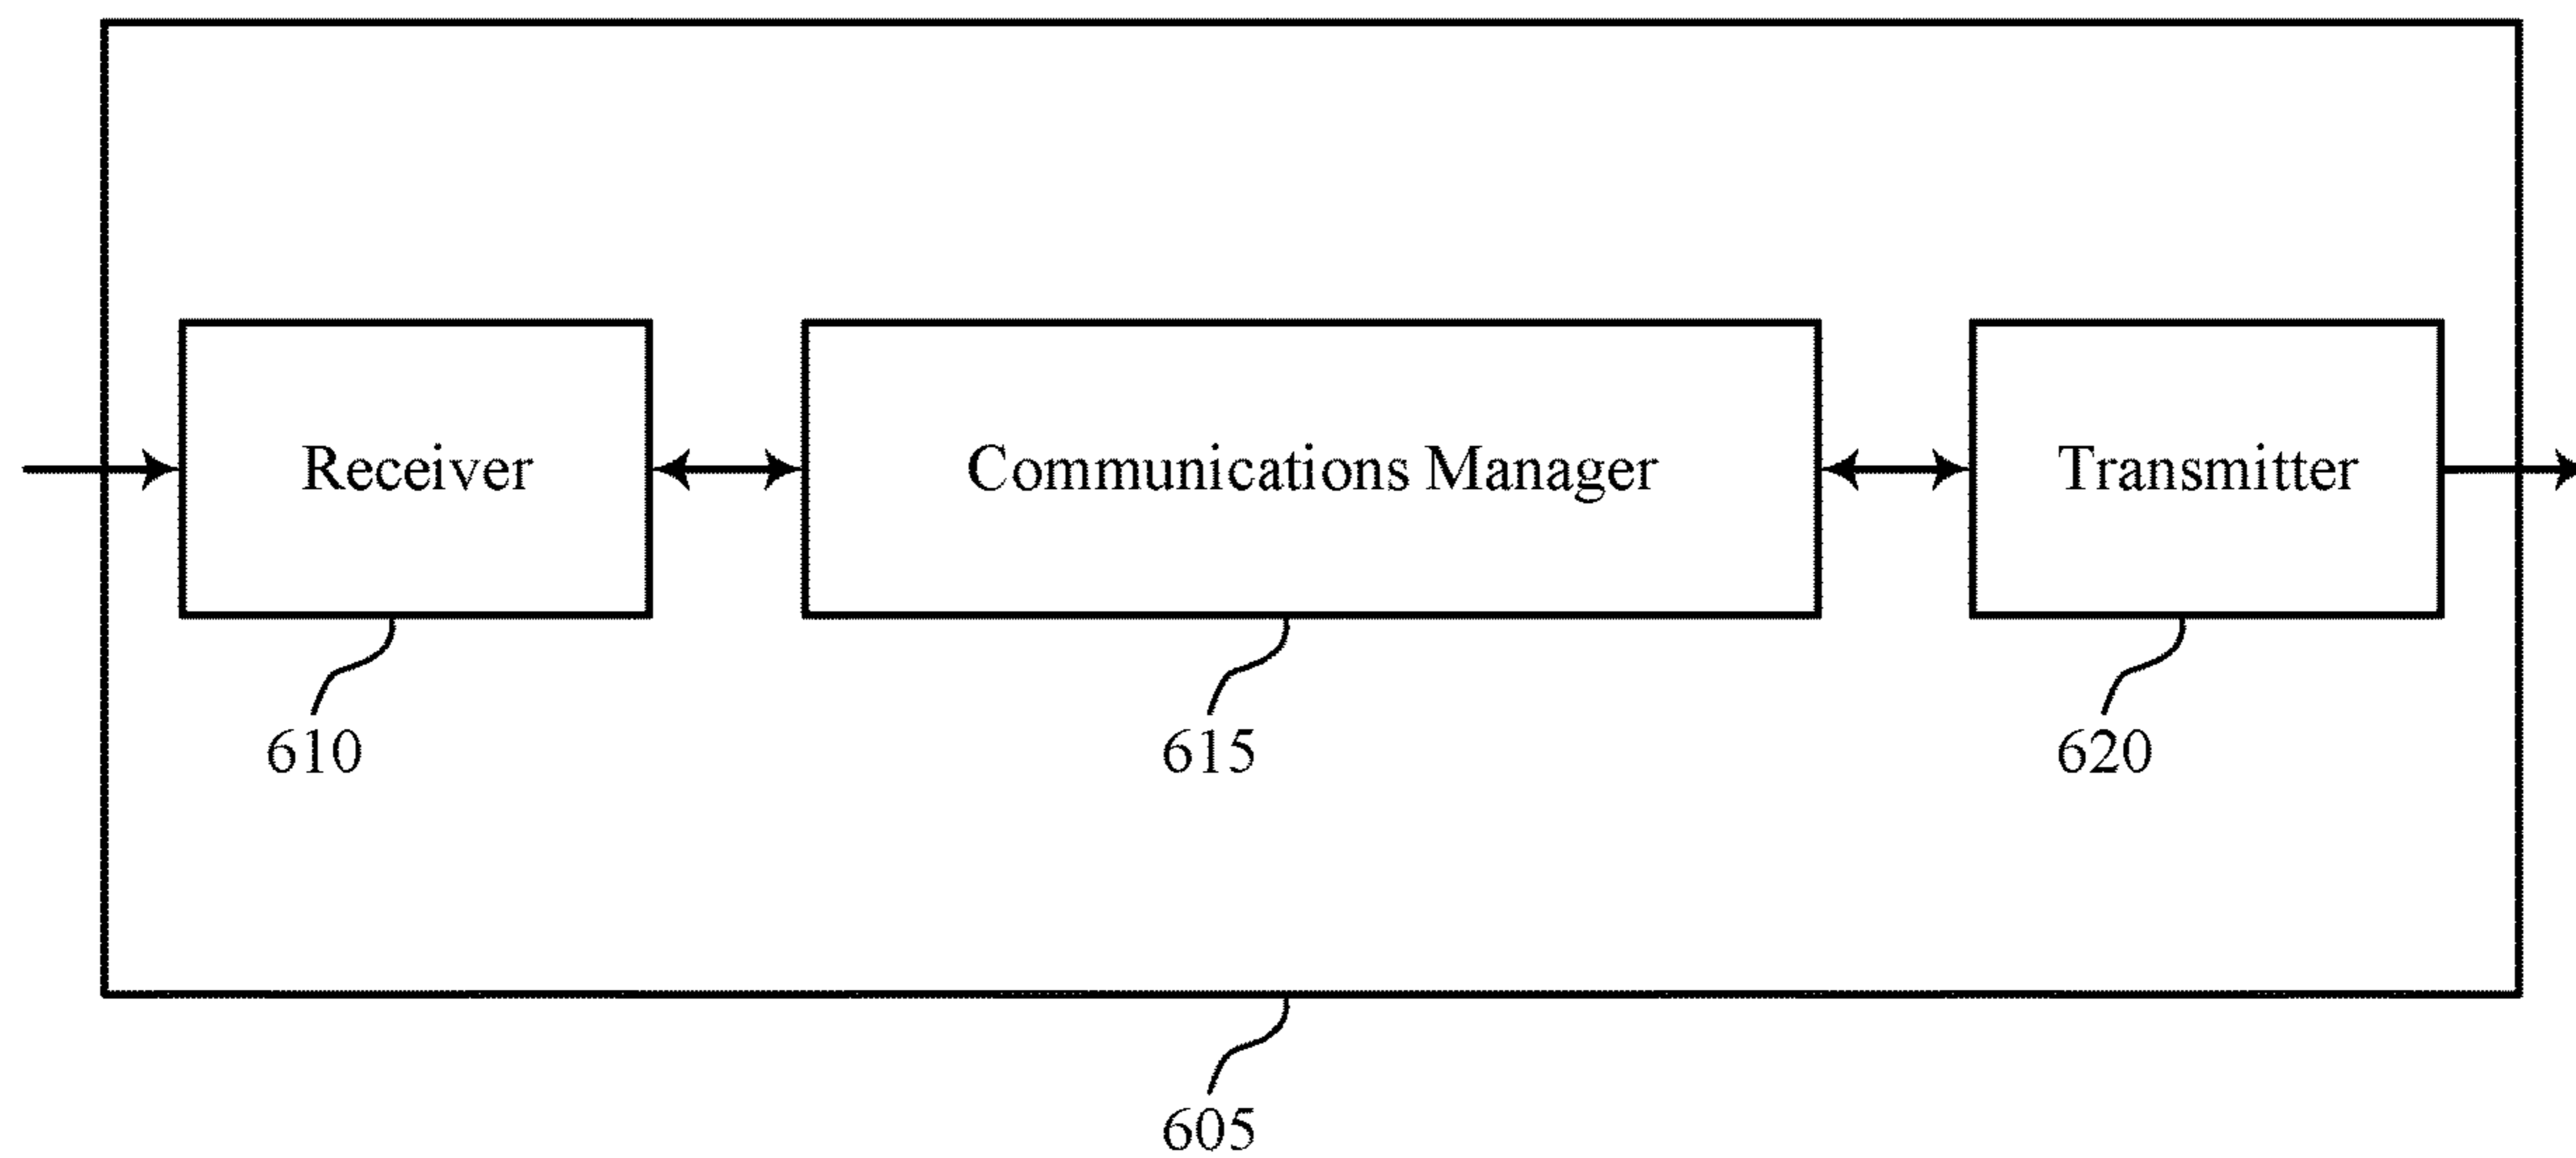 Receiver
Communications Manager
Transmitter
610
615
620
605